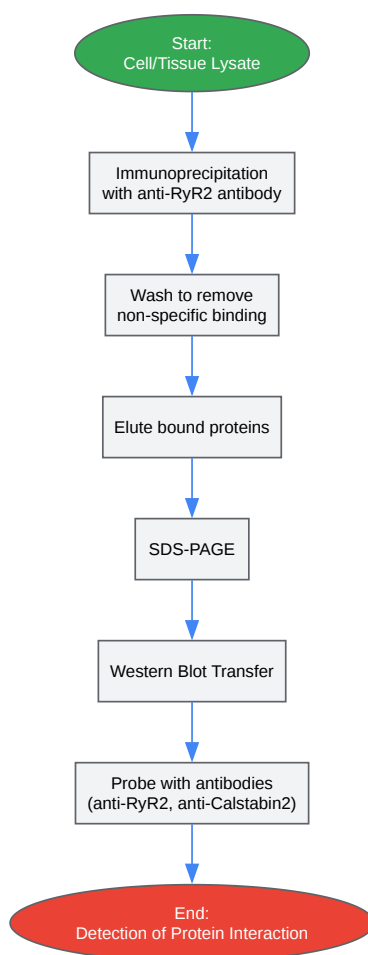 Start:
Cell/Tissue Lysate
Immunoprecipitation
with anti-RyR2 antibody
Wash to remove
non-specific binding
Elute bound proteins
SDS-PAGE
Western Blot Transfer
Probe with antibodies
(anti-RyR2, anti-Calstabin2)
End:
Detection of Protein Interaction